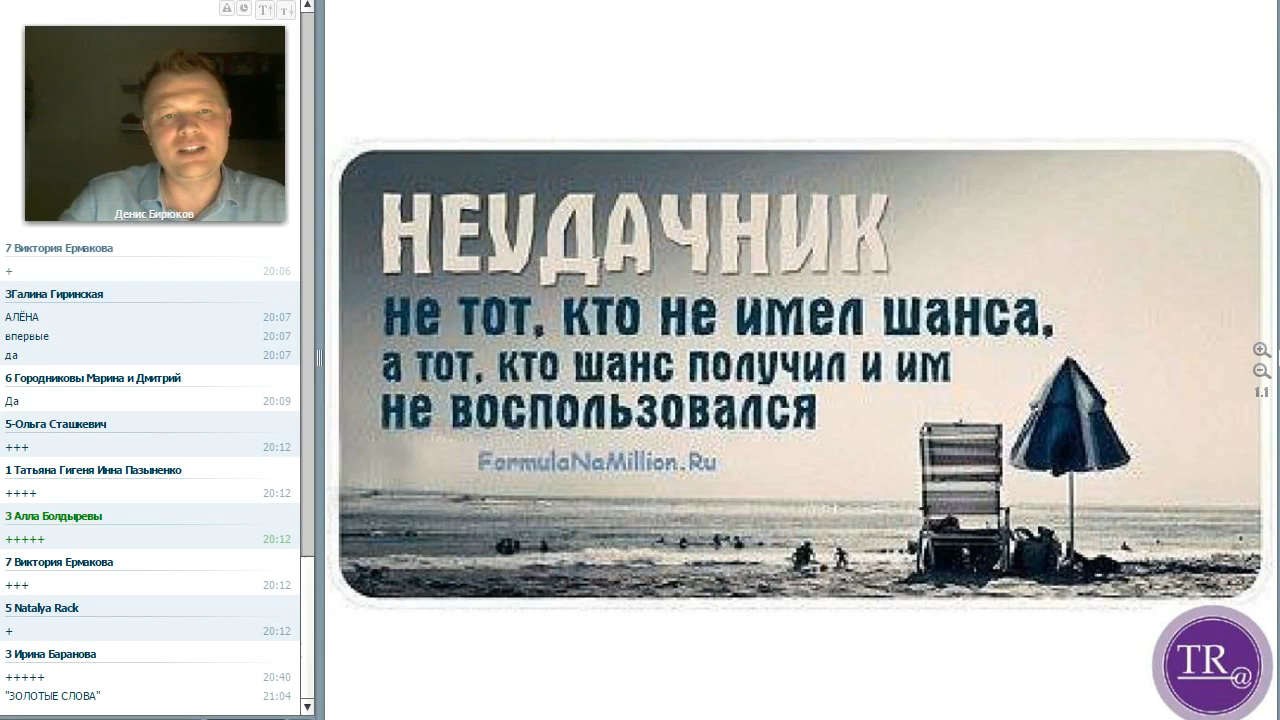 Денис Бирюков
7 Виктория Ермакова
+ 20:06
3Галина Гиринская
АЛЁНА 20:07
впервые 20:07
да 20:07
6 Городниковы Марина и Дмитрий
Да 20:09
5-Ольга Сташкевич
+++ 20:12
1 Татьяна Гигеня Инна Пазыненко
++++ 20:12
3 Алла Болдыревы
+++++ 20:12
7 Виктория Ермакова
+++ 20:12
5 Natalya Rack
+ 20:12
3 Ирина Баранова
+++++ 20:40
"ЗОЛОТЫЕ СЛОВА" 21:04
НЕУДАЧНИК
не тот, кто не имел шанса,
а тот, кто шанс получил и им
не воспользовался
FormulaNaMillion.Ru
1:1
TR@